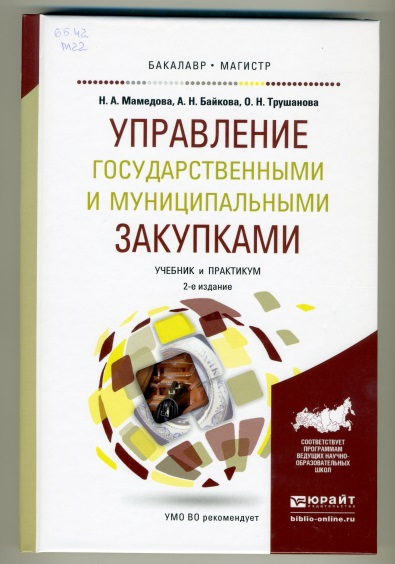 65.42
М22
БАКАЛАВР • МАГИСТР
Н. А. Мамедова, А. Н. Байкова, О. Н. Трушанова
УПРАВЛЕНИЕ
ГОСУДАРСТВЕННЫМИ
И МУНИЦИПАЛЬНЫМИ
ЗАКУПКАМИ
УЧЕБНИК и ПРАКТИКУМ
2-е издание
СООТВЕТСТВУЕТ
ПРОГРАММАМ
ВЕДУЩИХ НАУЧНО-
ОБРАЗОВАТЕЛЬНЫХ
ШКОЛ
УМО ВО рекомендует
юрайт
издательство
biblio-online.ru